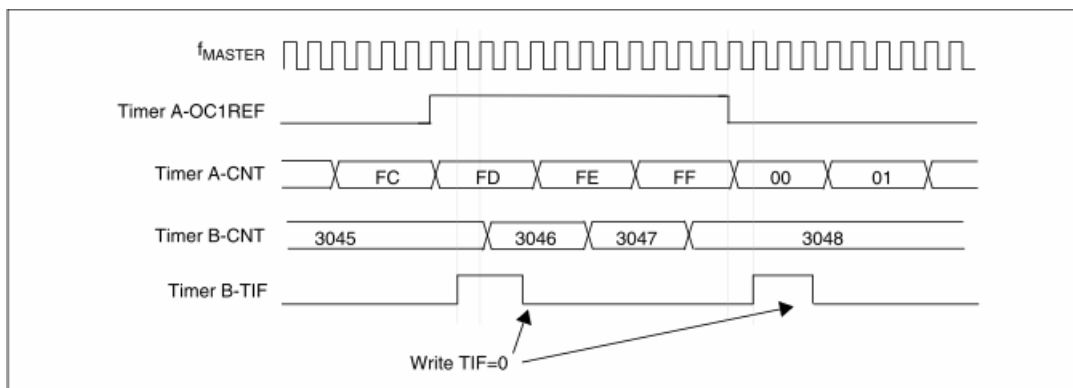 fMASTER
Timer A-OC1REF
Timer A-CNT FC FD FE FF 00 01
Timer B-CNT 3045 3046 3047 3048
Timer B-TIF
Write TIF=0